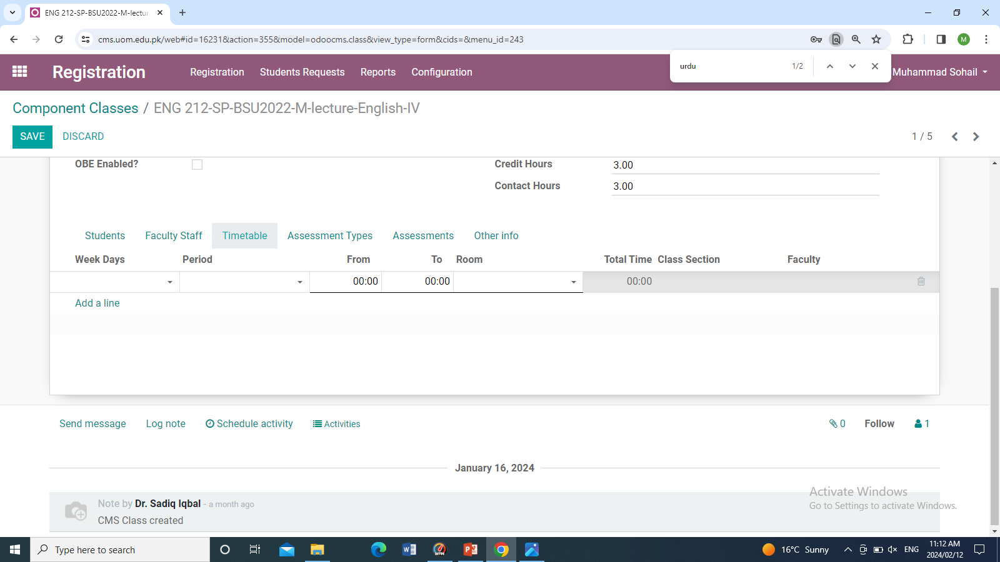 ENG 212-SP-BSU2022-M-lectur
cms.uom.edu.pk/web#id=16231&action=355&model=odoocms.class&view_type=form&cids=&menu_id=243
M
urdu 1/2
Registration Registration Students Requests Reports Configuration Muhammad Sohail
Component Classes / ENG 212-SP-BSU2022-M-lecture-English-IV
SAVE DISCARD 1 / 5
OBE Enabled? Credit Hours 3.00
Contact Hours 3.00
Students Faculty Staff Timetable Assessment Types Assessments Other info
Week Days Period From To Room Total Time Class Section Faculty
00:00 00:00 00:00
Add a line
Send message Log note Schedule activity Activities 0 Follow 1
January 16, 2024
Note by Dr. Sadiq Iqbal - a month ago
CMS Class created
Activate Windows
Go to Settings to activate Windows.
Type here to search 16°C Sunny ENG 11:12 AM
2024/02/12